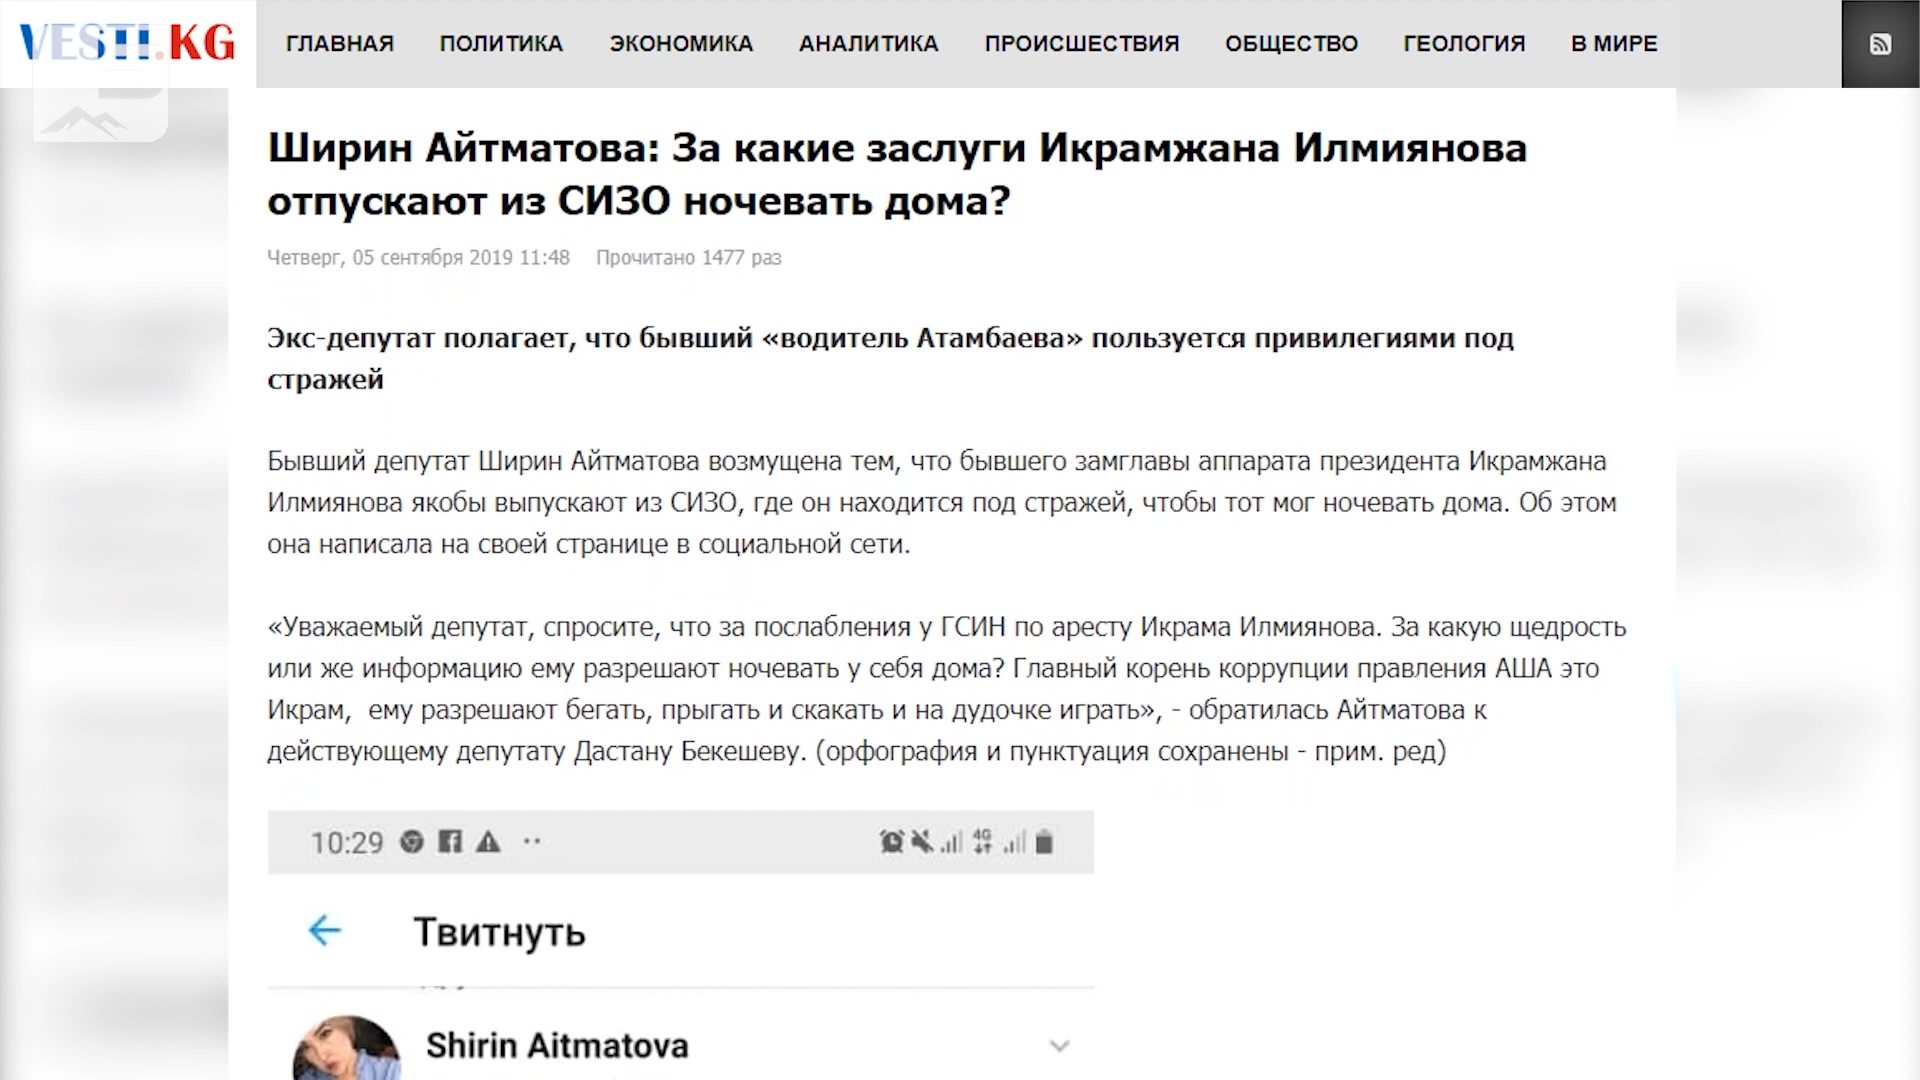 VESTI.KG
ГЛАВНАЯ ПОЛИТИКА ЭКОНОМИКА АНАЛИТИКА ПРОИСШЕСТВИЯ ОБЩЕСТВО ГЕОЛОГИЯ В МИРЕ
Ширин Айтматова: За какие заслуги Икрамжана Илмиянова
отпускают из СИЗО ночевать дома?
Четверг, 05 сентября 2019 11:48 Прочитано 1477 раз
Экс-депутат полагает, что бывший «водитель Атамбаева» пользуется привилегиями под
стражей
Бывший депутат Ширин Айтматова возмущена тем, что бывшего замглавы аппарата президента Икрамжана
Илмиянова якобы выпускают из СИЗО, где он находится под стражей, чтобы тот мог ночевать дома. Об этом
она написала на своей странице в социальной сети.
«Уважаемый депутат, спросите, что за послабления у ГСИН по аресту Икрама Илмиянова. За какую щедрость
или же информацию ему разрешают ночевать у себя дома? Главный корень коррупции правления АША это
Икрам, ему разрешают бегать, прыгать и скакать и на дудочке играть», - обратилась Айтматова к
действующему депутату Дастану Бекешеву. (орфография и пунктуация сохранены - прим. ред)
10:29 4G
Твитнуть
Shirin Aitmatova